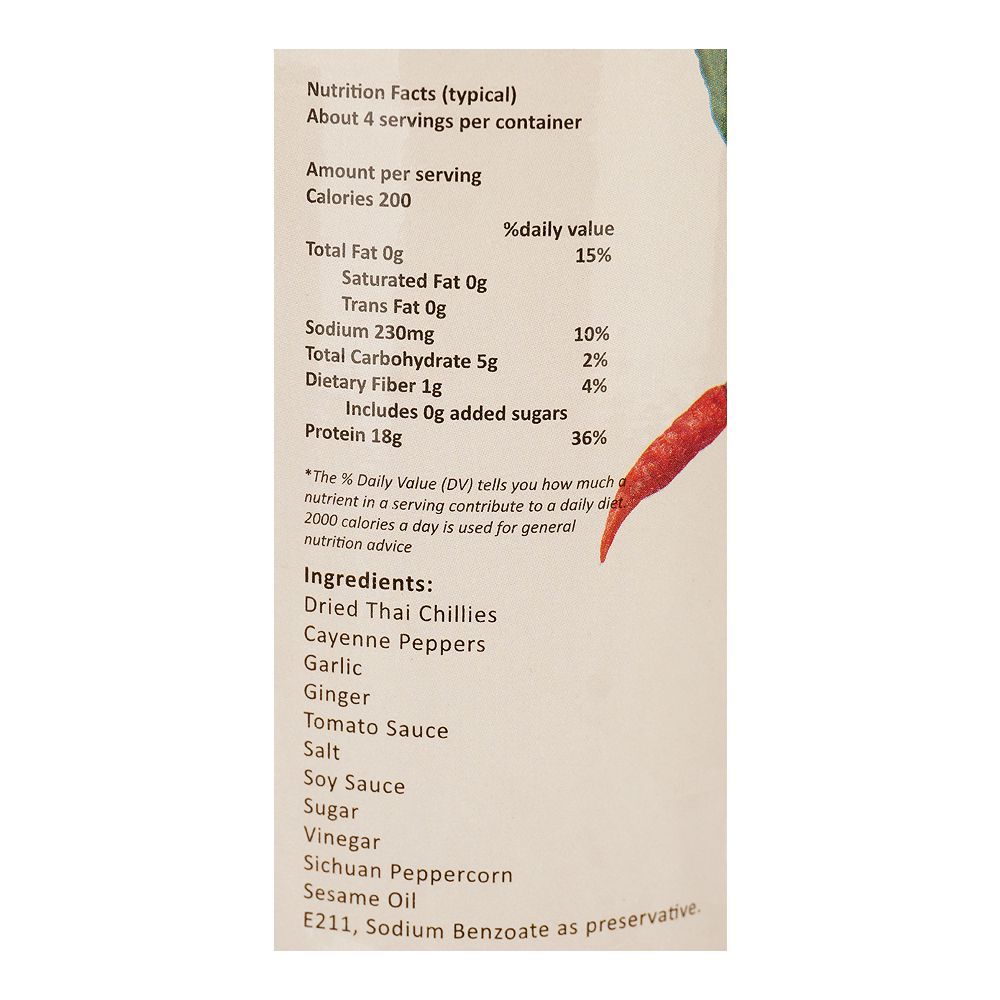 Nutrition Facts (typical)
About 4 servings per container
Amount per serving
Calories 200
%daily value
Total Fat 0g 15%
Saturated Fat 0g
Trans Fat 0g
Sodium 230mg 10%
Total Carbohydrate 5g 2%
Dietary Fiber 1g 4%
Includes 0g added sugars
Protein 18g 36%
*The % Daily Value (DV) tells you how much a
nutrient in a serving contribute to a daily diet.
2000 calories a day is used for general
nutrition advice
Ingredients:
Dried Thai Chillies
Cayenne Peppers
Garlic
Ginger
Tomato Sauce
Salt
Soy Sauce
Sugar
Vinegar
Sichuan Peppercorn
Sesame Oil
E211, Sodium Benzoate as preservative.